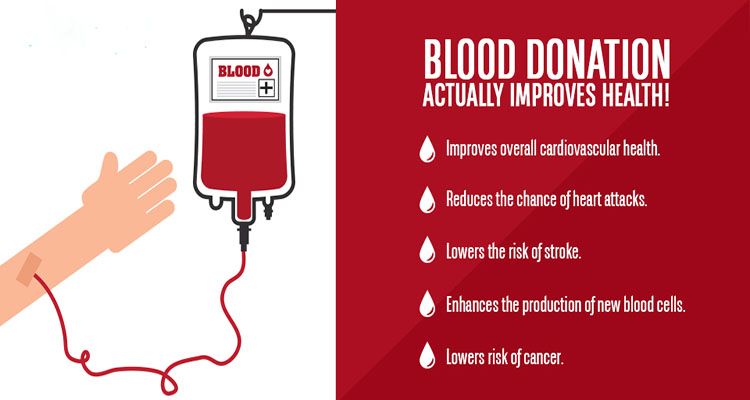 BLOOD
BLOOD DONATION
ACTUALLY IMPROVES HEALTH!
Improves overall cardiovascular health.
Reduces the chance of heart attacks.
Lowers the risk of stroke.
Enhances the production of new blood cells.
Lowers risk of cancer.